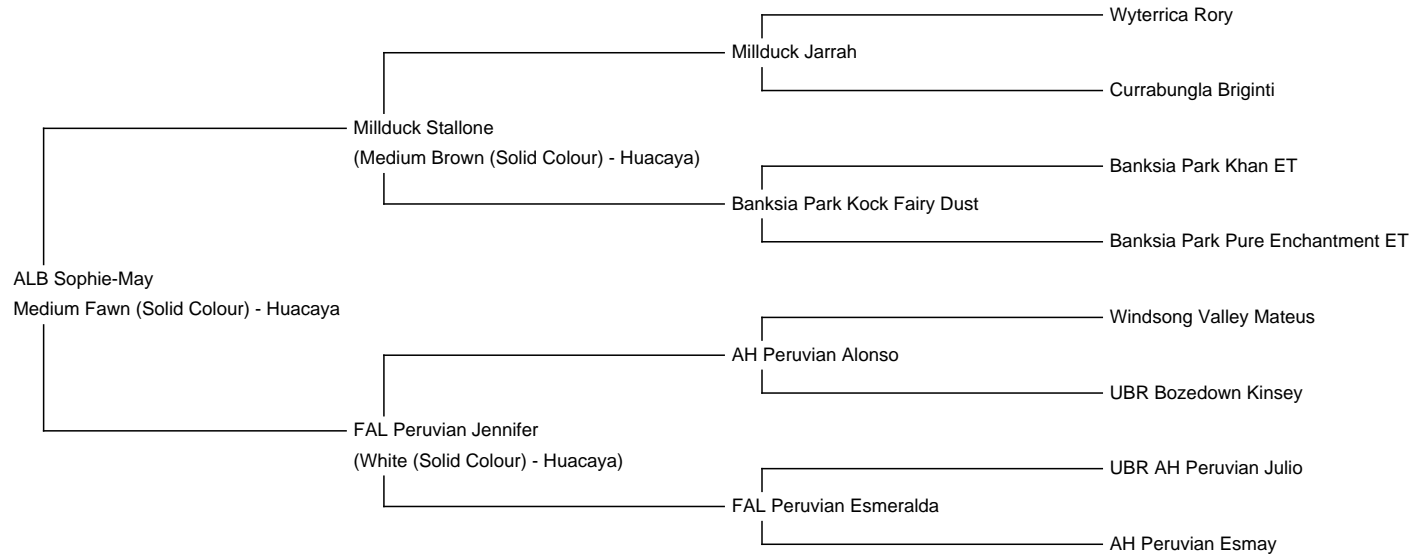 Wyterrica Rory
Millduck Jarrah
Currabungla Briginti
Millduck Stallone
(Medium Brown (Solid Colour) - Huacaya)
Banksia Park Khan ET
Banksia Park Kock Fairy Dust
Banksia Park Pure Enchantment ET
ALB Sophie-May
Medium Fawn (Solid Colour) - Huacaya
Windsong Valley Mateus
AH Peruvian Alonso
UBR Bozedown Kinsey
FAL Peruvian Jennifer
(White (Solid Colour) - Huacaya)
UBR AH Peruvian Julio
FAL Peruvian Esmeralda
AH Peruvian Esmay